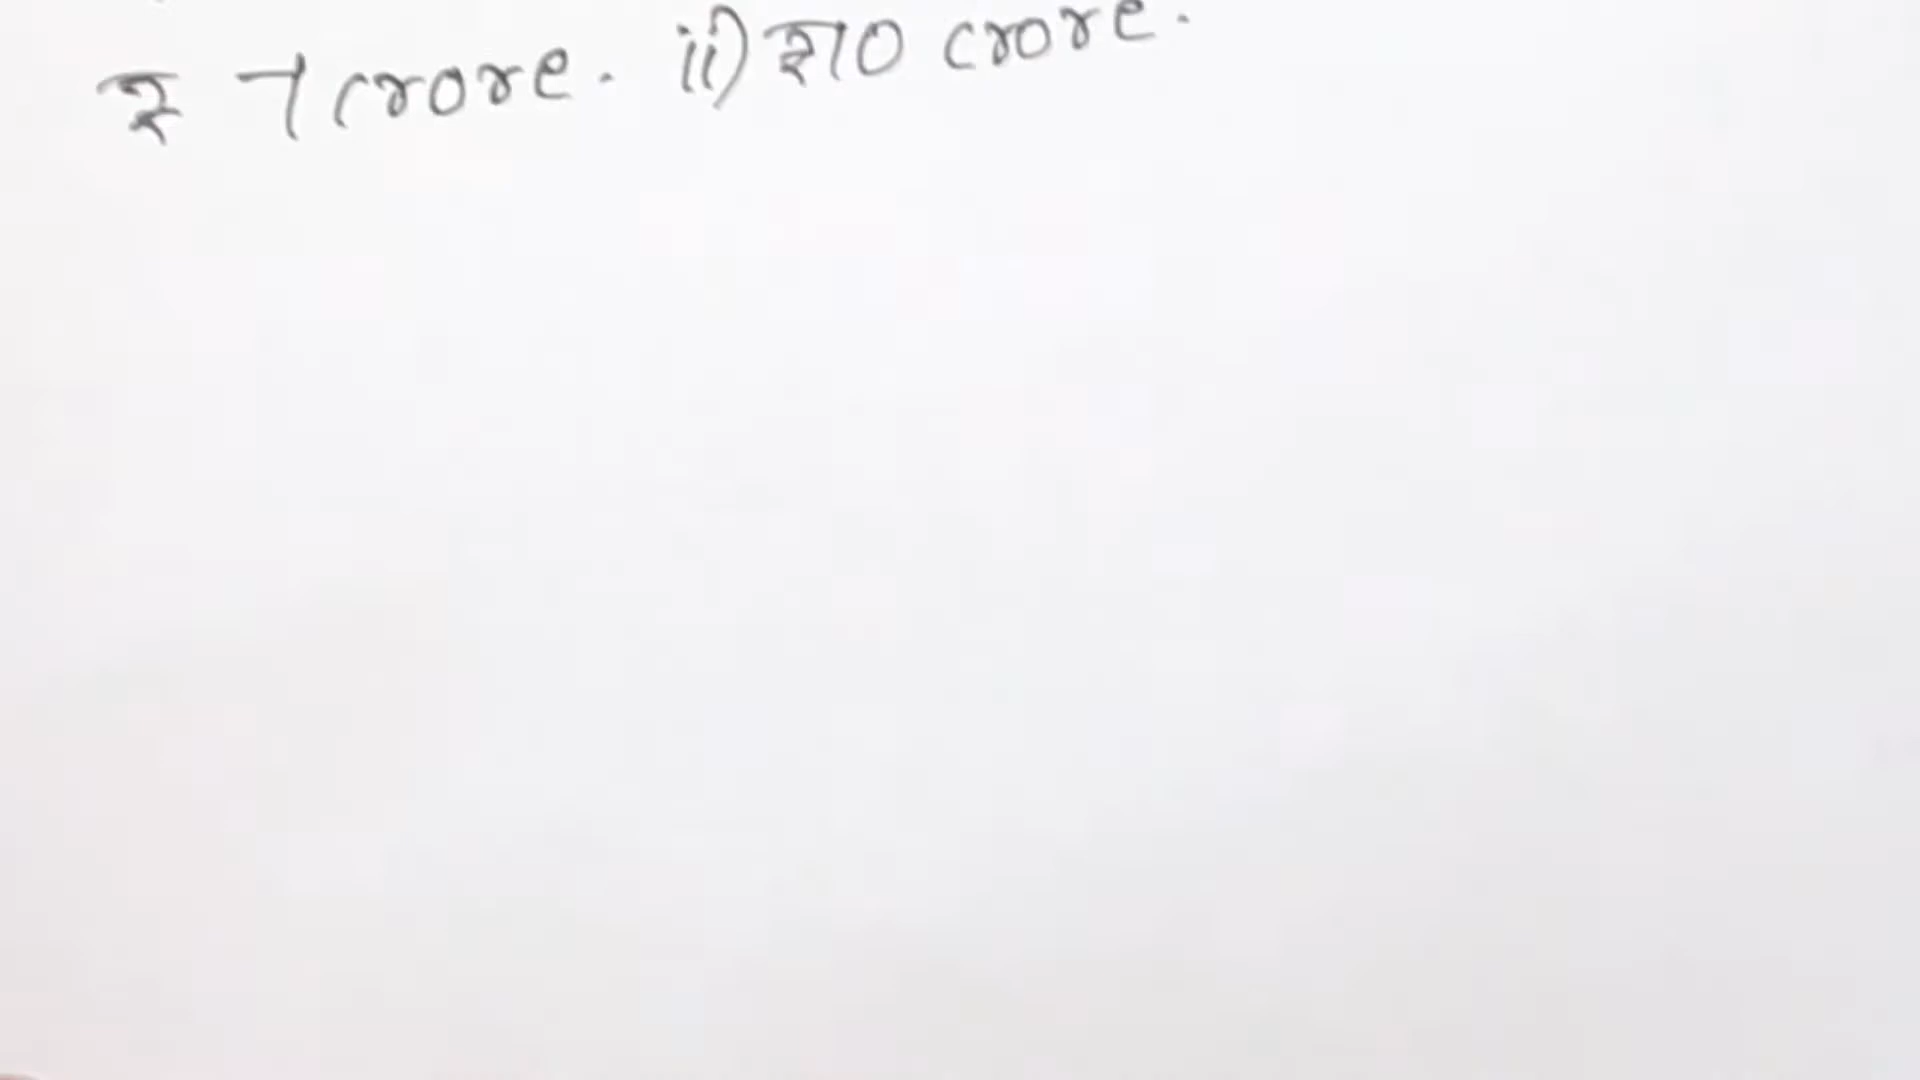 ₹ 7 crore. ii) ₹10 crore.